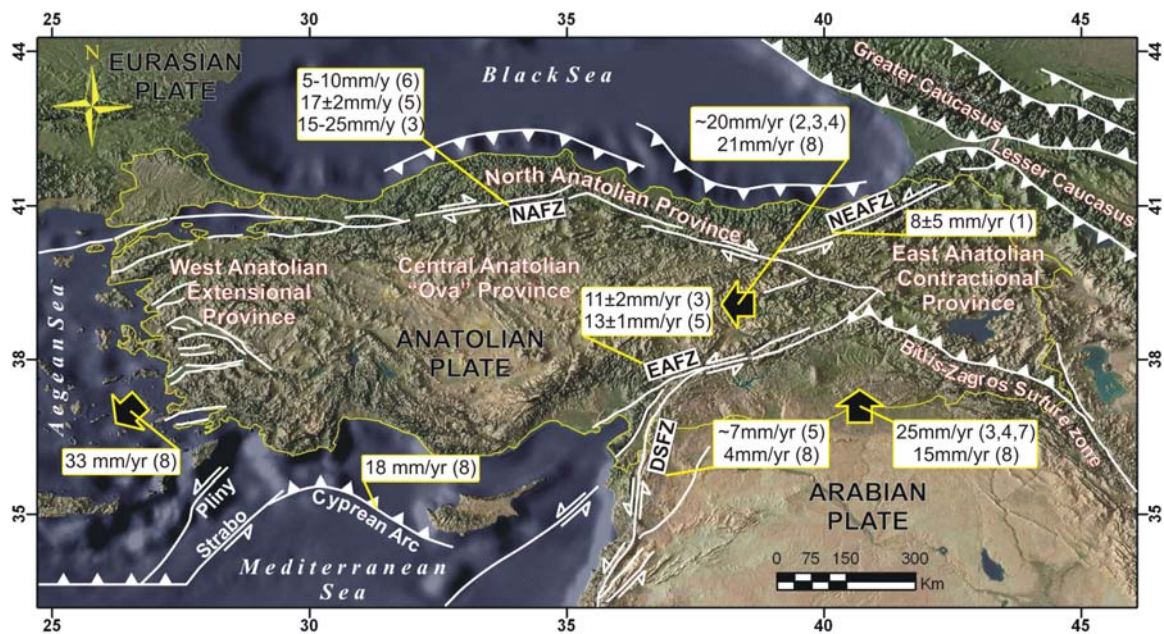 25 30 35 40 45
44 44
N
EURASIAN
PLATE
Black Sea
5-10mm/y (6)
17±2mm/y (5)
15-25mm/y (3)
~20mm/yr (2,3,4)
21mm/yr (8)
Greater Caucasus
Lesser Caucasus
41 41
North Anatolian Province
NAFZ
NEAFZ
8±5 mm/yr (1)
West Anatolian
Extensional
Province
Central Anatolian
“Ova” Province
East Anatolian
Contractional
Province
11±2mm/yr (3)
13±1mm/yr (5)
ANATOLIAN
PLATE
38 38
EAFZ
Bitlis-Zagros Suture zone
Aegean Sea
33 mm/yr (8)
18 mm/yr (8)
DSFZ
~7mm/yr (5)
4mm/yr (8)
25mm/yr (3,4,7)
15mm/yr (8)
Pliny
Strabo
Cyprean Arc
ARABIAN
PLATE
35 35
Mediterranean
Sea
0 75 150 300
Km
25 30 35 40 45